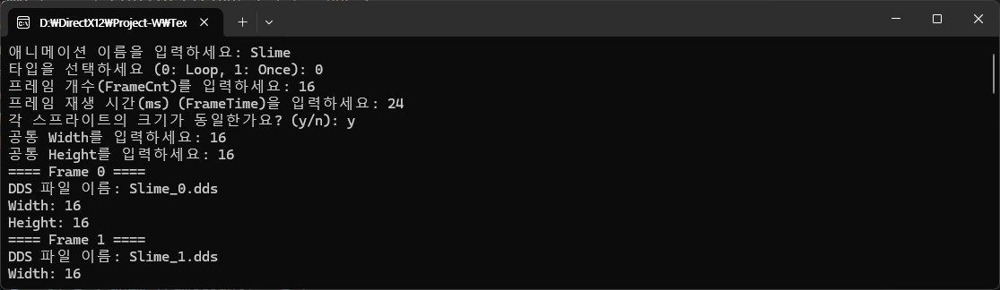 D:₩DirectX12₩Project-W₩Tex
애니메이션 이름을 입력하세요: Slime
타입을 선택하세요 (0: Loop, 1: Once): 0
프레임 개수(FrameCnt)를 입력하세요: 16
프레임 재생 시간(ms) (FrameTime)을 입력하세요: 24
각 스프라이트의 크기가 동일한가요? (y/n): y
공통 Width를 입력하세요: 16
공통 Height를 입력하세요: 16
==== Frame 0 ====
DDS 파일 이름: Slime_0.dds
Width: 16
Height: 16
==== Frame 1 ====
DDS 파일 이름: Slime_1.dds
Width: 16